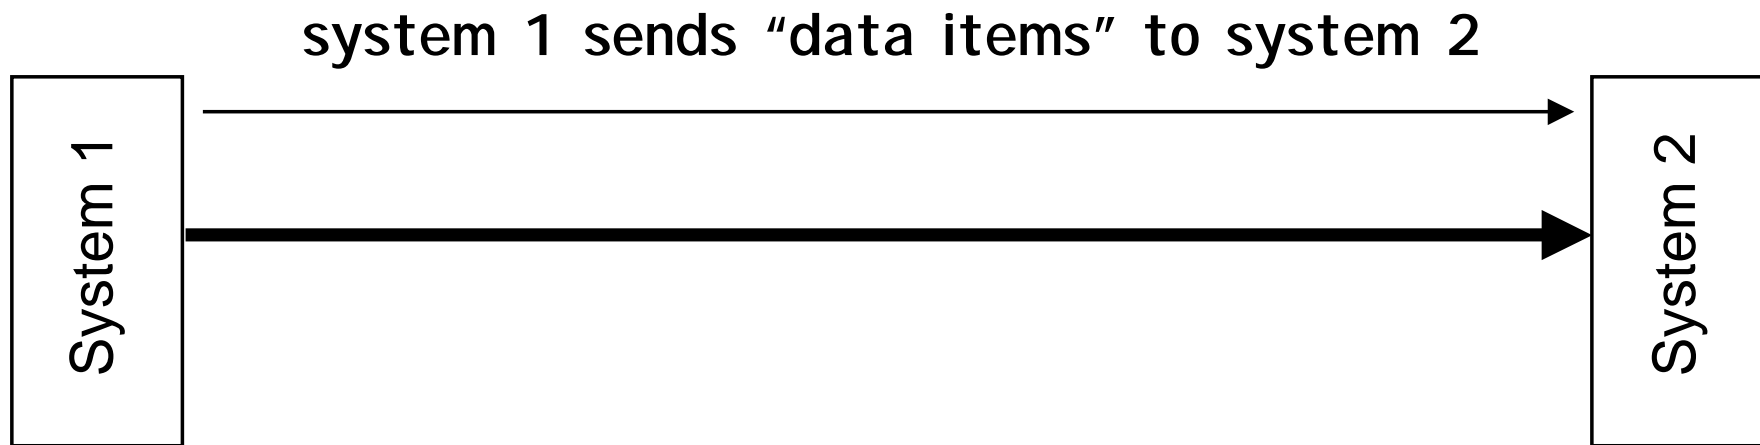 system 1 sends “data items” to system 2
System 1
System 2